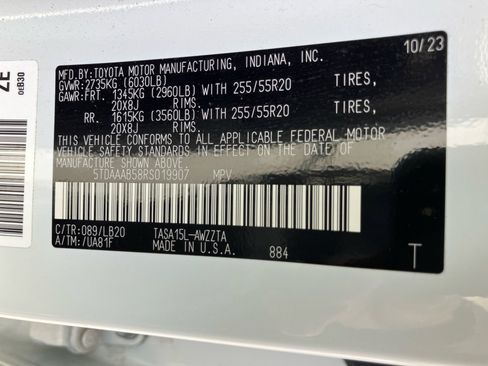 MFD.BY:TOYOTA MOTOR MANUFACTURING, INDIANA, INC. 10/23
GVWR:2735KG (6030LB)
GAWR:FRT. 1345KG (2960LB) WITH 255/55R20 TIRES,
20X8J RIMS.
RR. 1615KG (3560LB) WITH 255/55R20 TIRES,
20X8J RIMS.
THIS VEHICLE CONFORMS TO ALL APPLICABLE FEDERAL MOTOR
VEHICLE SAFETY STANDARDS IN EFFECT ON THE DATE OF
MANUFACTURE SHOWN ABOVE.
5TDAAAB58RS019907 MPV
C/TR:089/LB20 TASA15L-AWZZTA
A/TM:/UA81F MADE IN U.S.A. 884 T